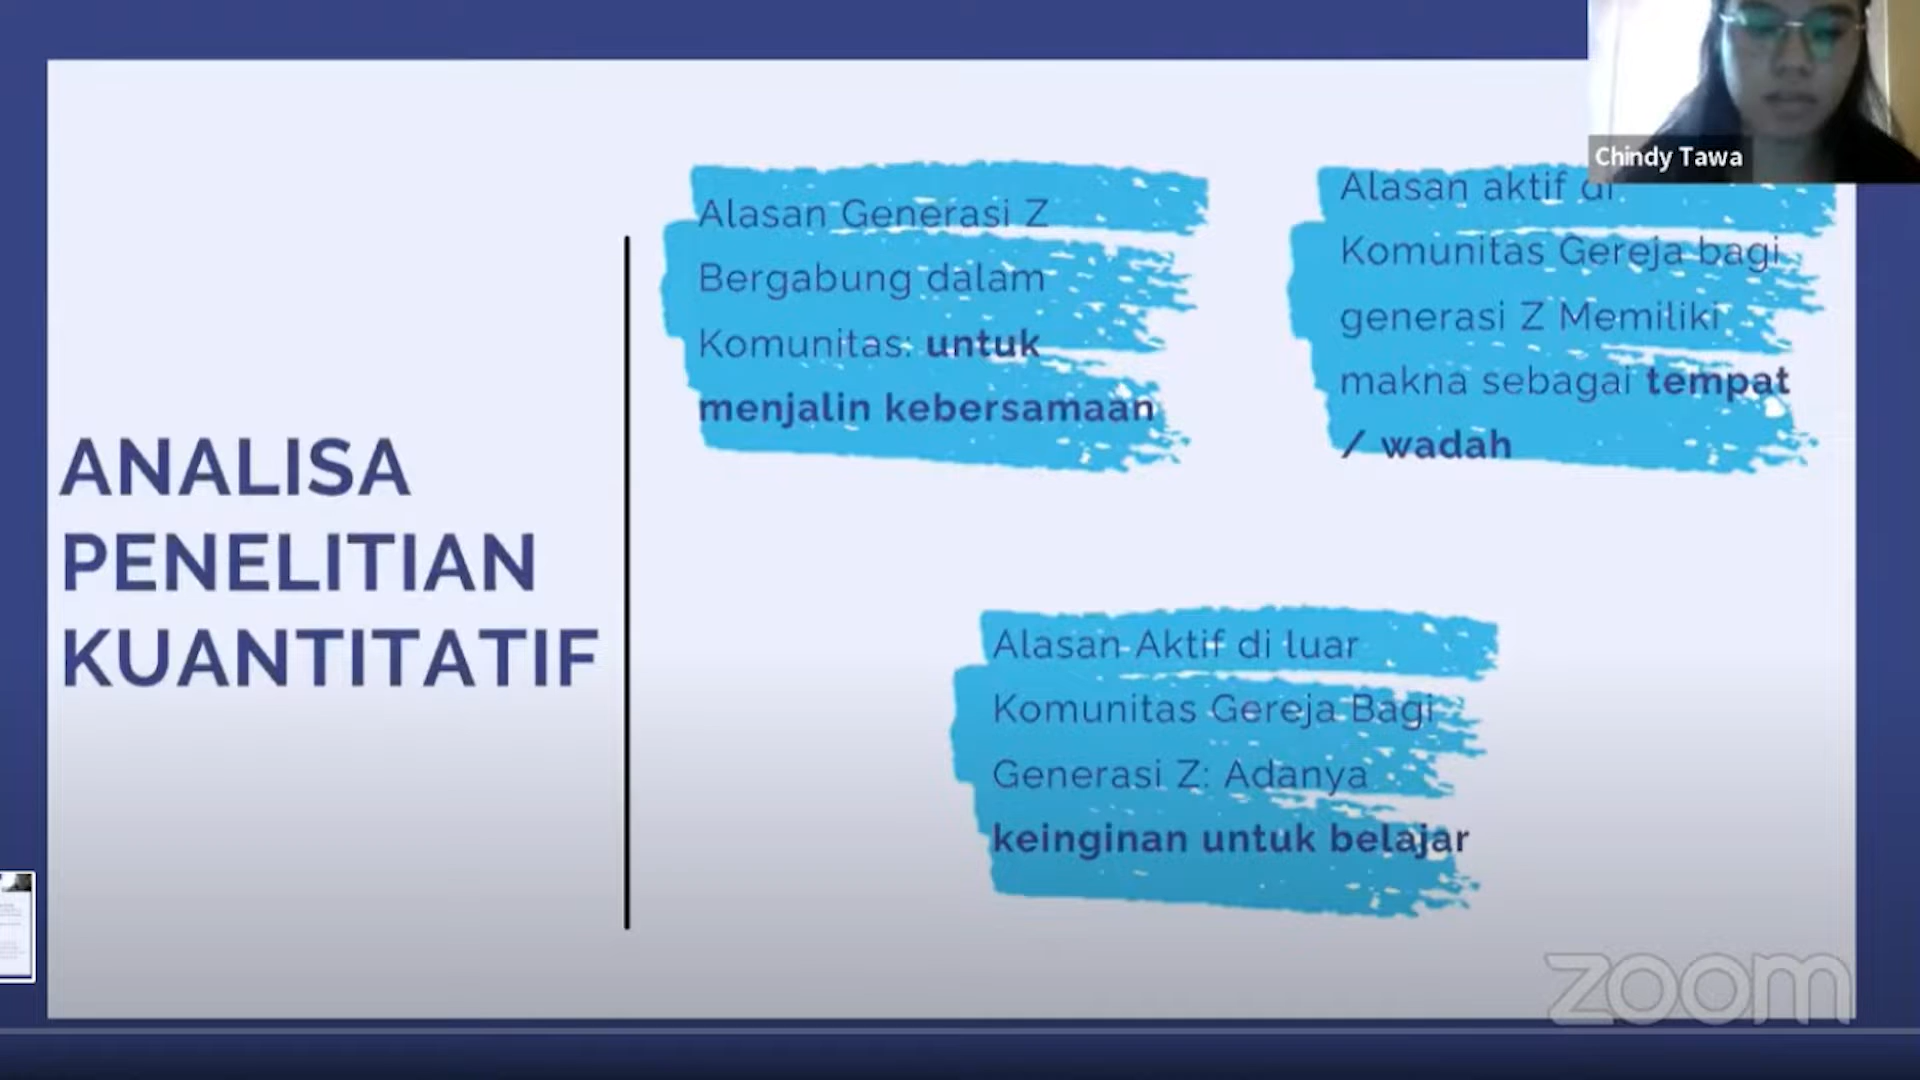 Chindy Tawa
ANALISA
PENELITIAN
KUANTITATIF
Alasan Generasi Z
Bergabung dalam
Komunitas: untuk
menjalin kebersamaan
Alasan aktif di
Komunitas Gereja bagi
generasi Z Memiliki
makna sebagai tempat
/ wadah
Alasan Aktif di luar
Komunitas Gereja Bagi
Generasi Z: Adanya
keinginan untuk belajar
zoom